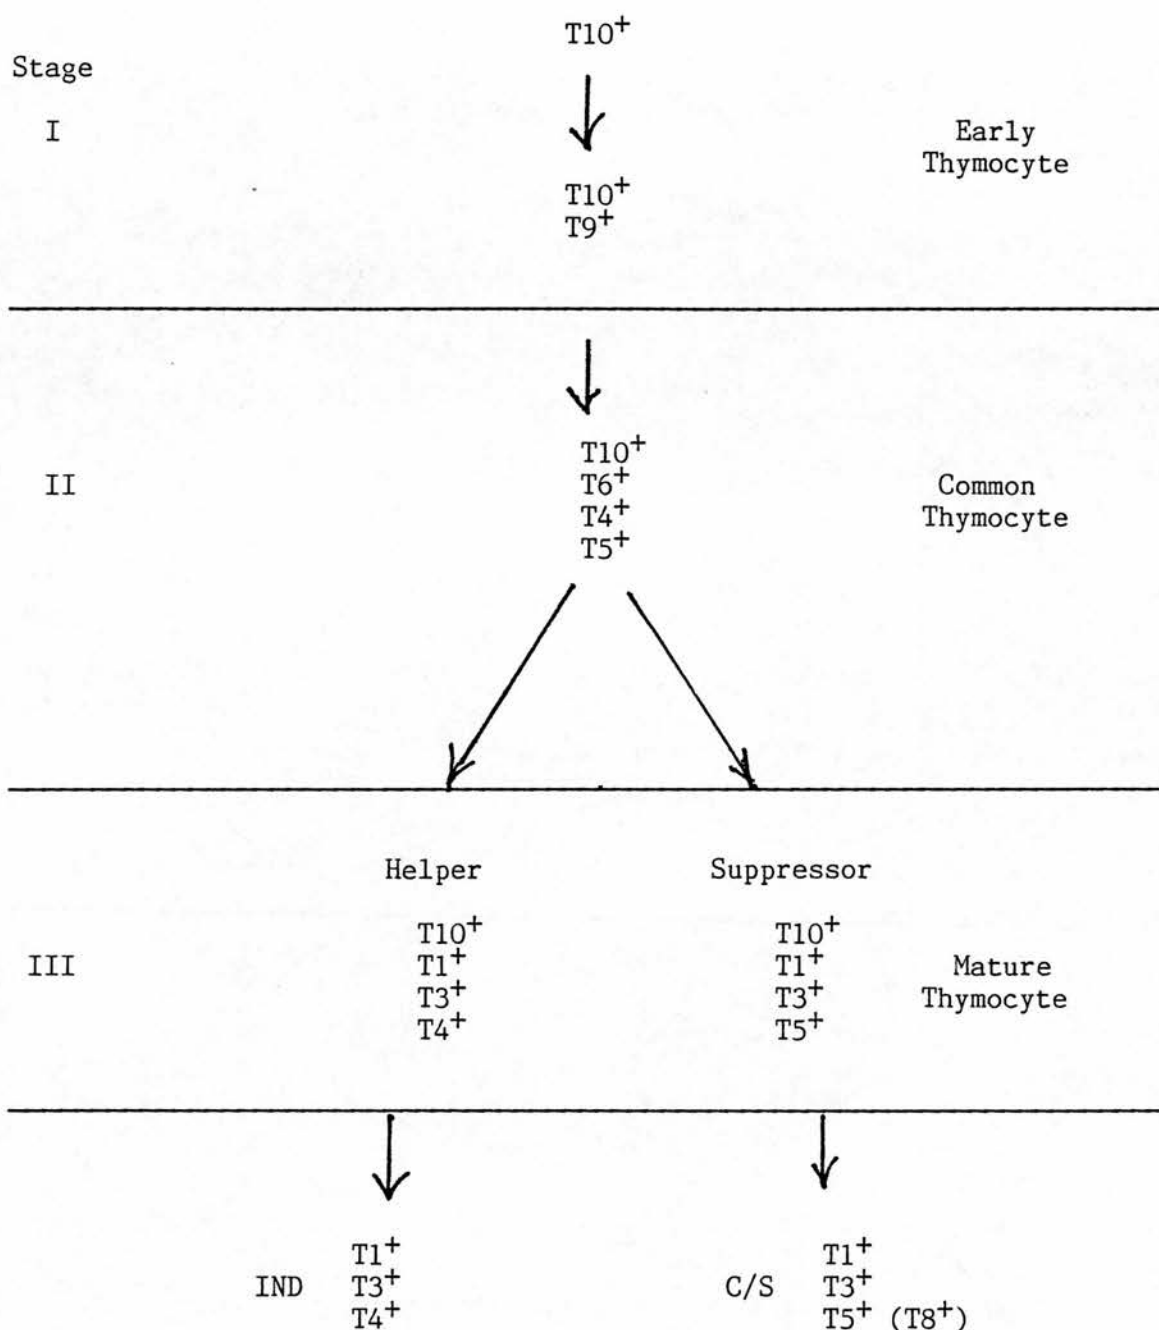 T10⁺
Stage
I
Early
Thymocyte
T10⁺
T9⁺
T10⁺
T6⁺
T4⁺
T5⁺
II
Common
Thymocyte
Helper
Suppressor
III
T10⁺
T1⁺
T3⁺
T4⁺
T10⁺
T1⁺
T3⁺
T5⁺
Mature
Thymocyte
IND
T1⁺
T3⁺
T4⁺
C/S
T1⁺
T3⁺
T5⁺ (T8⁺)